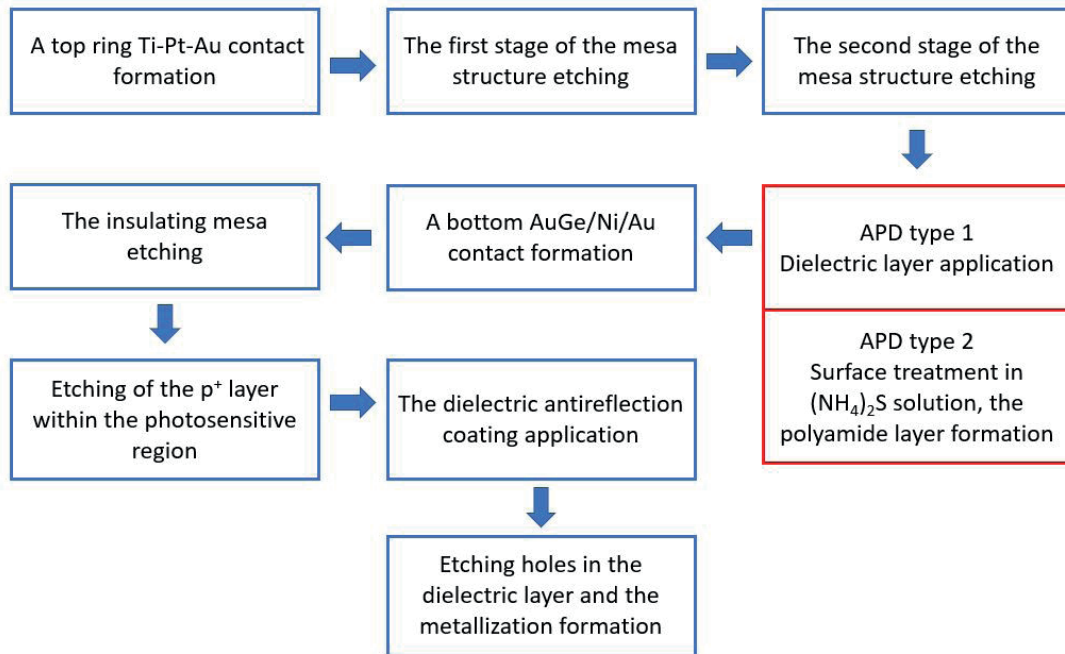 A top ring Ti-Pt-Au contact
formation
The first stage of the mesa
structure etching
The second stage of the
mesa structure etching
APD type 1
Dielectric layer application
APD type 2
Surface treatment in
(NH₄)₂S solution, the
polyamide layer formation
A bottom AuGe/Ni/Au
contact formation
The insulating mesa
etching
Etching of the p⁺ layer
within the photosensitive
region
The dielectric antireflection
coating application
Etching holes in the
dielectric layer and the
metallization formation